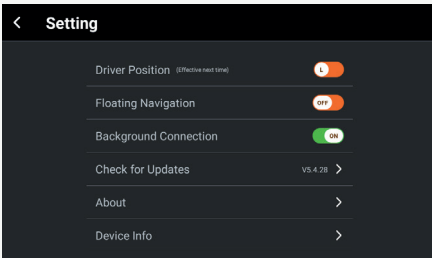 Setting
Driver Position (Effective next time) L
Floating Navigation OFF
Background Connection ON
Check for Updates V5.4.28
About
Device Info